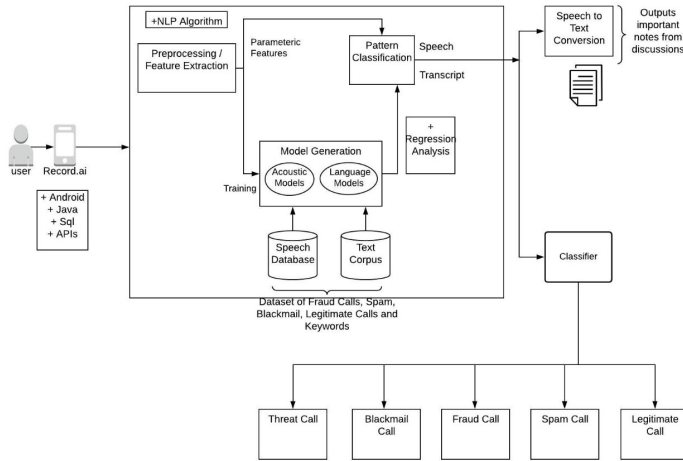 +NLP Algorithm
Preprocessing /
Feature Extraction
Parameteric
Features
Pattern
Classification
Speech
Transcript
Speech to
Text
Conversion
Outputs
important
notes from
discussions
user
Record.ai
+ Android
+ Java
+ Sql
+ APIs
Training
Model Generation
Acoustic
Models
Language
Models
+
Regression
Analysis
Speech
Database
Text
Corpus
Dataset of Fraud Calls, Spam,
Blackmail, Legitimate Calls and
Keywords
Classifier
Threat Call
Blackmail
Call
Fraud Call
Spam Call
Legitimate
Call